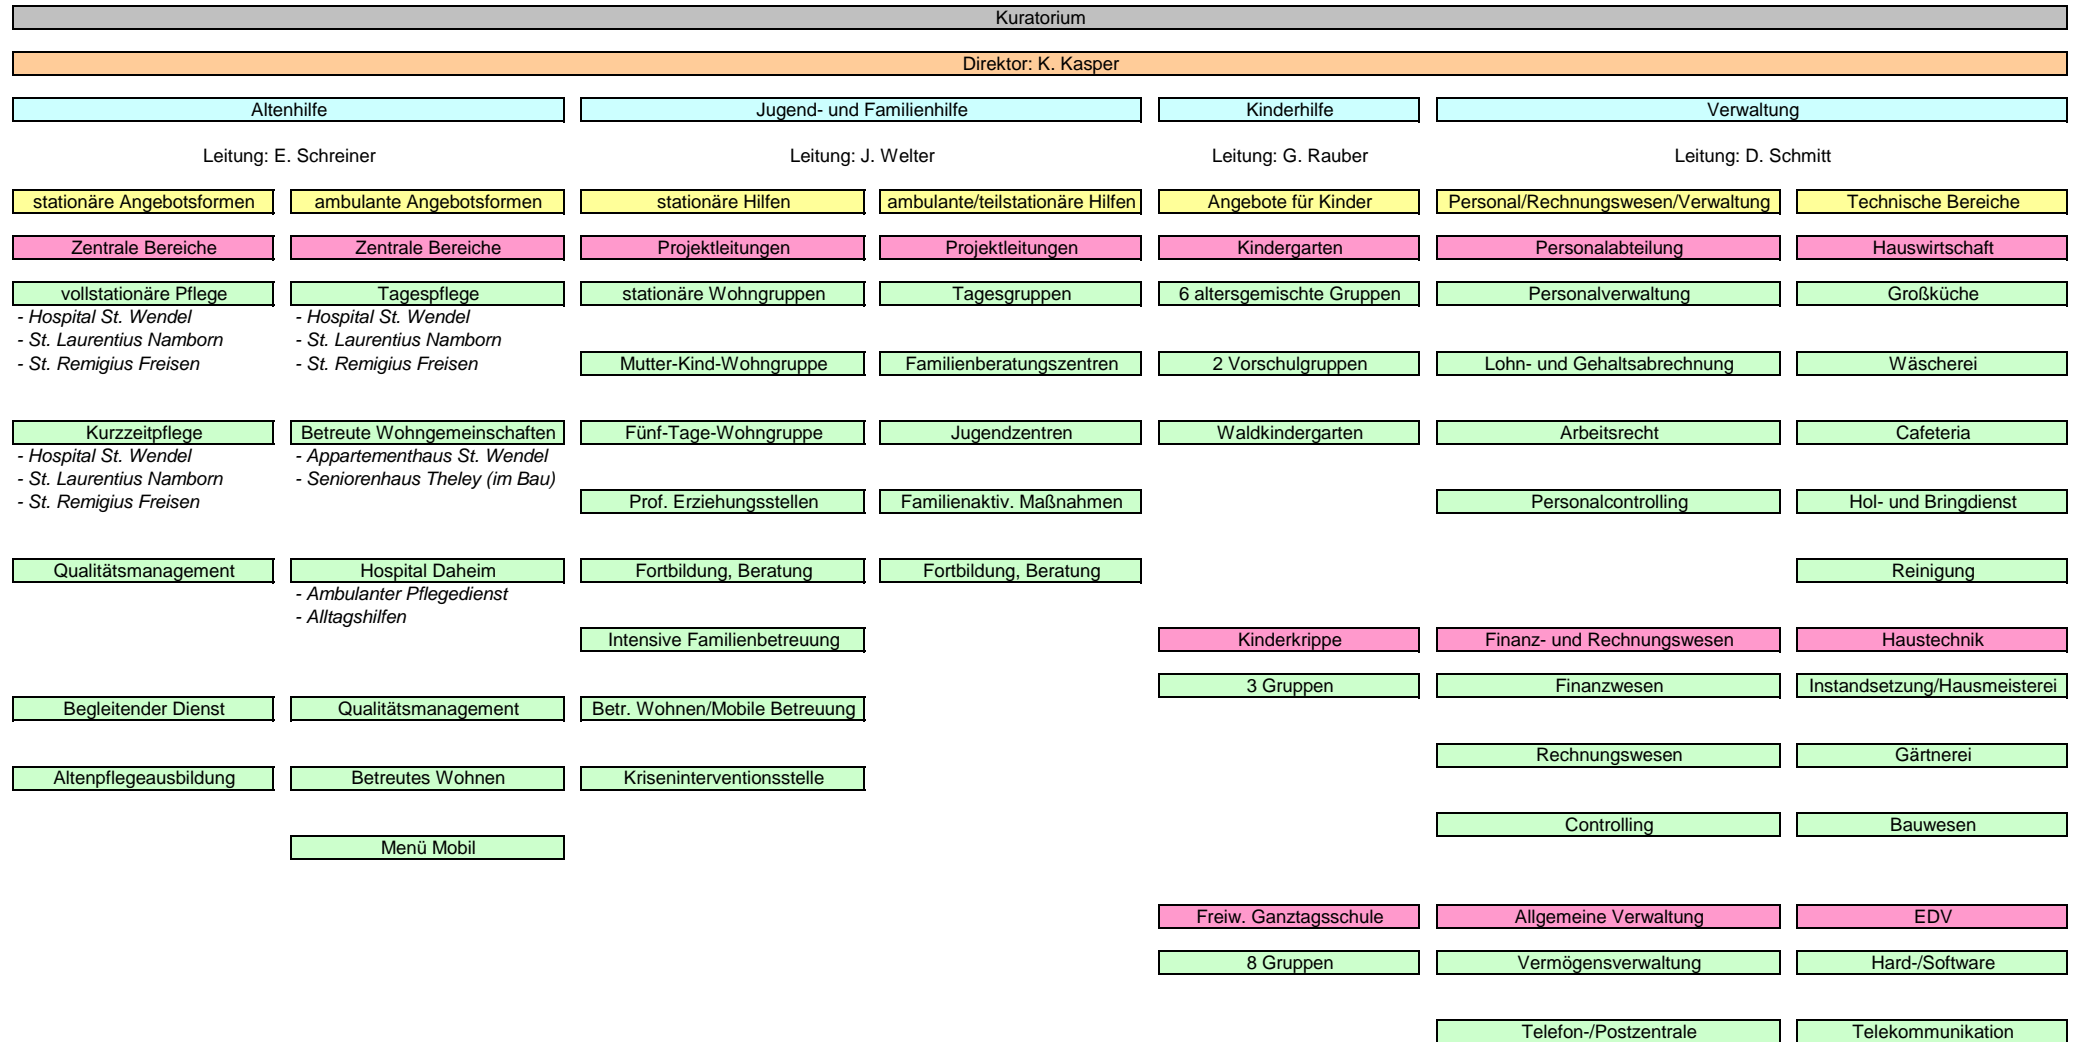 Kuratorium
Direktor: K. Kasper
Altenhilfe
Jugend- und Familienhilfe
Kinderhilfe
Verwaltung
Leitung: E. Schreiner
Leitung: J. Welter
Leitung: G. Rauber
Leitung: D. Schmitt
stationäre Angebotsformen
ambulante Angebotsformen
stationäre Hilfen
ambulante/teilstationäre Hilfen
Angebote für Kinder
Personal/Rechnungswesen/Verwaltung
Technische Bereiche
Zentrale Bereiche
Zentrale Bereiche
Projektleitungen
Projektleitungen
Kindergarten
Personalabteilung
Hauswirtschaft
vollstationäre Pflege
Tagespflege
stationäre Wohngruppen
Tagesgruppen
6 altersgemischte Gruppen
Personalverwaltung
Großküche
- Hospital St. Wendel
- Hospital St. Wendel
- St. Laurentius Namborn
- St. Laurentius Namborn
- St. Remigius Freisen
- St. Remigius Freisen
Mutter-Kind-Wohngruppe
Familienberatungszentren
2 Vorschulgruppen
Lohn- und Gehaltsabrechnung
Wäscherei
Kurzzeitpflege
Betreute Wohngemeinschaften
Fünf-Tage-Wohngruppe
Jugendzentren
Waldkindergarten
Arbeitsrecht
Cafeteria
- Hospital St. Wendel
- Appartementhaus St. Wendel
- St. Laurentius Namborn
- Seniorenhaus Theley (im Bau)
- St. Remigius Freisen
Prof. Erziehungsstellen
Familienaktiv. Maßnahmen
Personalcontrolling
Hol- und Bringdienst
Qualitätsmanagement
Hospital Daheim
Fortbildung, Beratung
Fortbildung, Beratung
Reinigung
- Ambulanter Pflegedienst
- Alltagshilfen
Intensive Familienbetreuung
Kinderkrippe
Finanz- und Rechnungswesen
Haustechnik
3 Gruppen
Finanzwesen
Instandsetzung/Hausmeisterei
Begleitender Dienst
Qualitätsmanagement
Betr. Wohnen/Mobile Betreuung
Rechnungswesen
Gärtnerei
Altenpflegeausbildung
Betreutes Wohnen
Kriseninterventionsstelle
Controlling
Bauwesen
Menü Mobil
Freiw. Ganztagsschule
Allgemeine Verwaltung
EDV
8 Gruppen
Vermögensverwaltung
Hard-/Software
Telefon-/Postzentrale
Telekommunikation